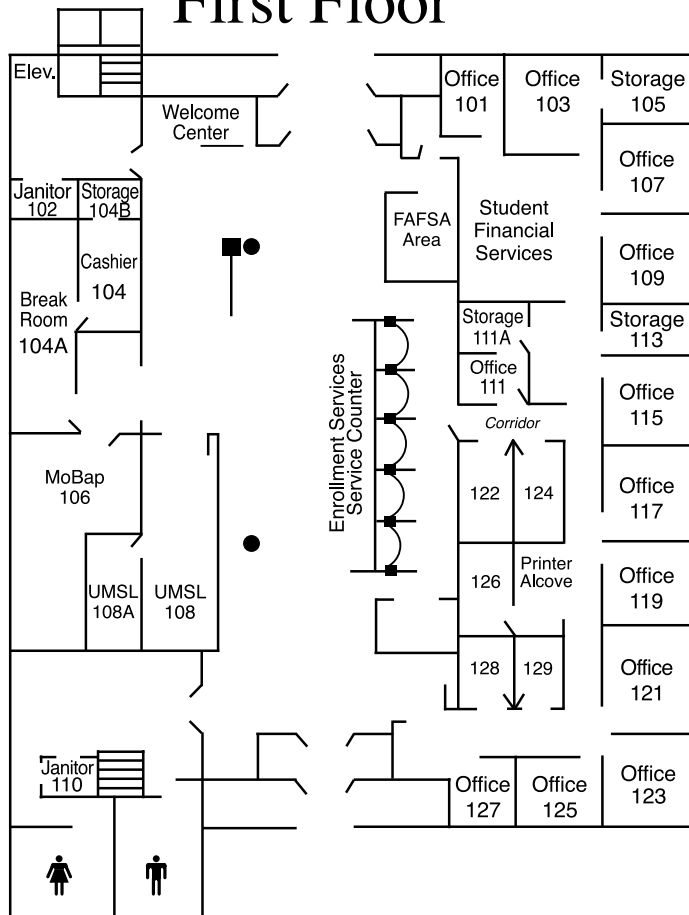 First Floor
Elev.
Welcome
Center
Office
101
Office
103
Storage
105
Office
107
Janitor
102
Storage
104B
FAFSA
Area
Student
Financial
Services
Cashier
104
Office
109
Break
Room
104A
Storage
111A
Storage
113
Office
111
Enrollment Services
Service Counter
Office
115
Corridor
MoBap
106
122
124
Office
117
UMSL
108A
UMSL
108
126
Printer
Alcove
Office
119
128
129
Office
121
Janitor
110
Office
127
Office
125
Office
123